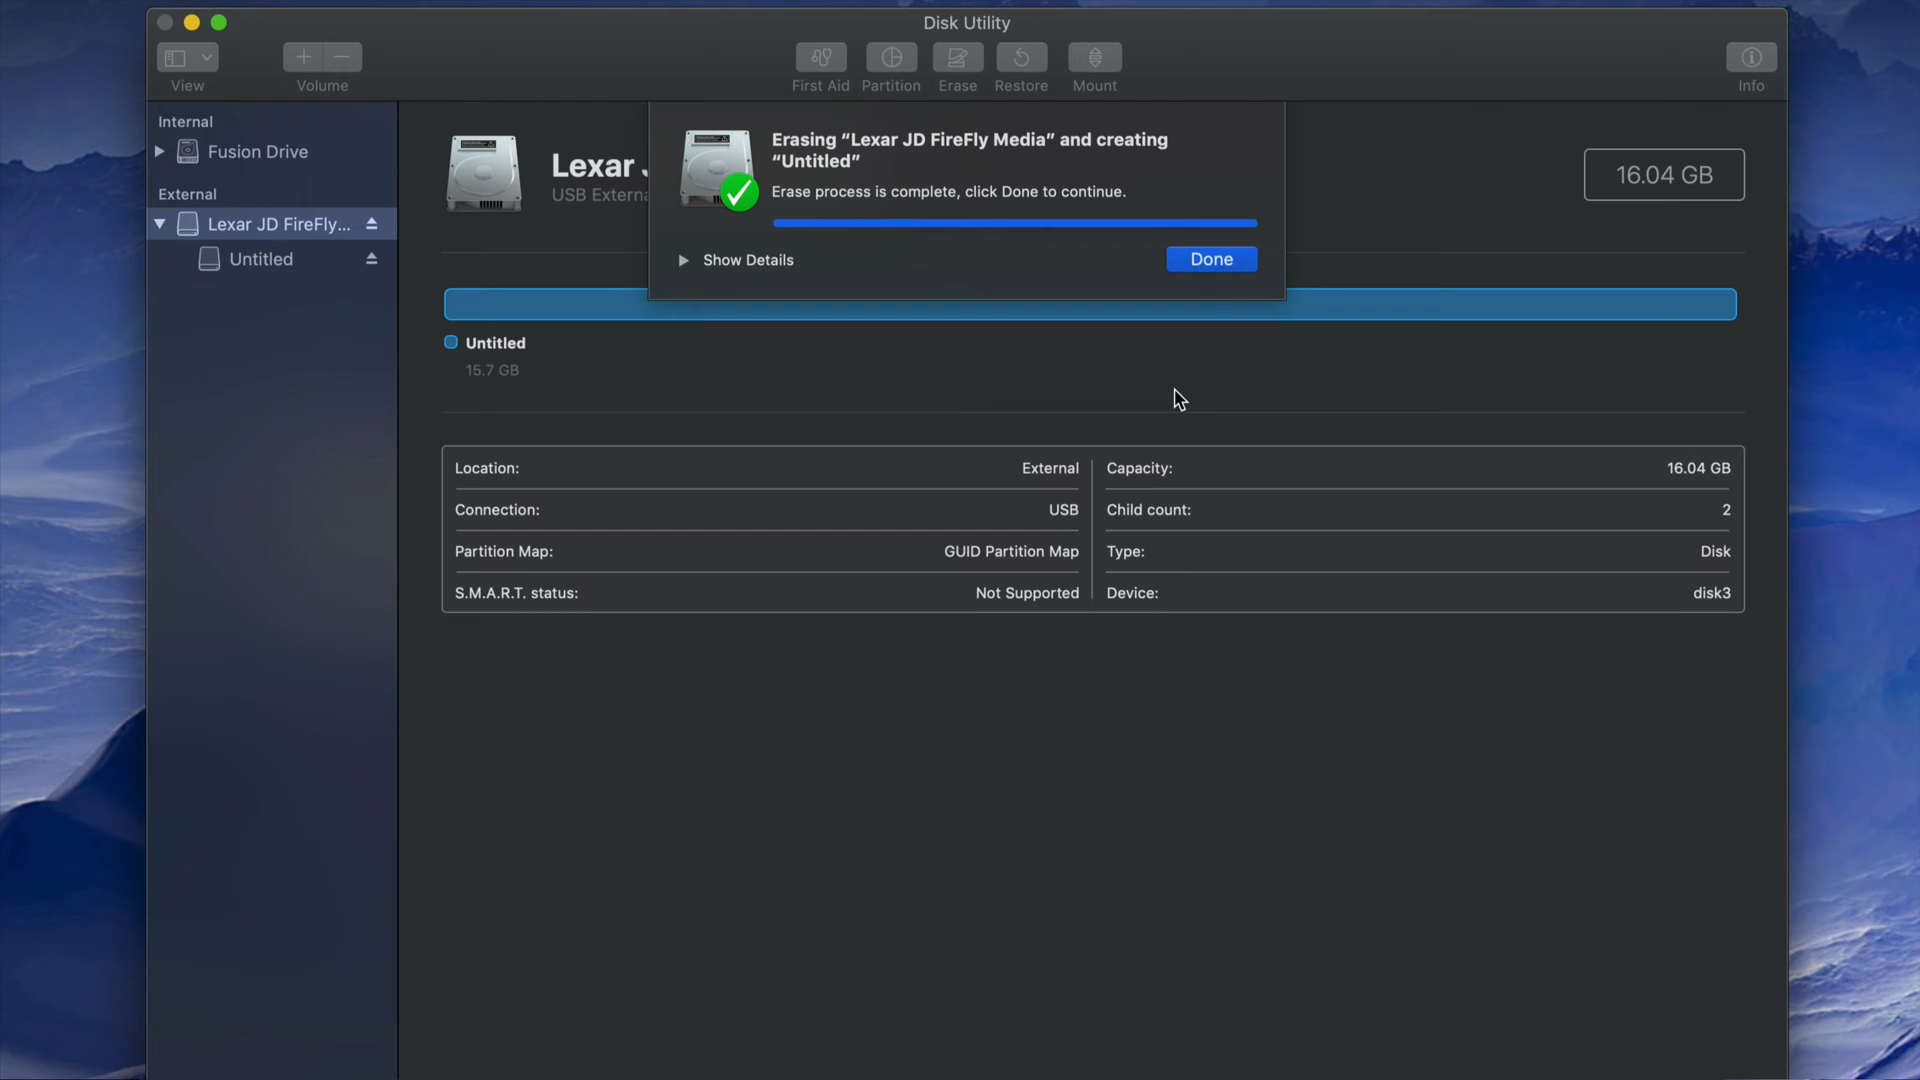 Disk Utility
View
Volume
First Aid
Partition
Erase
Restore
Mount
Info
Internal
Fusion Drive
External
Lexar JD FireFly...
Untitled
Lexar J
USB Externa
16.04 GB
Erasing “Lexar JD FireFly Media” and creating
“Untitled”
Erase process is complete, click Done to continue.
Show Details
Done
Untitled
15.7 GB
Location: External
Capacity: 16.04 GB
Connection: USB
Child count: 2
Partition Map: GUID Partition Map
Type: Disk
S.M.A.R.T. status: Not Supported
Device: disk3